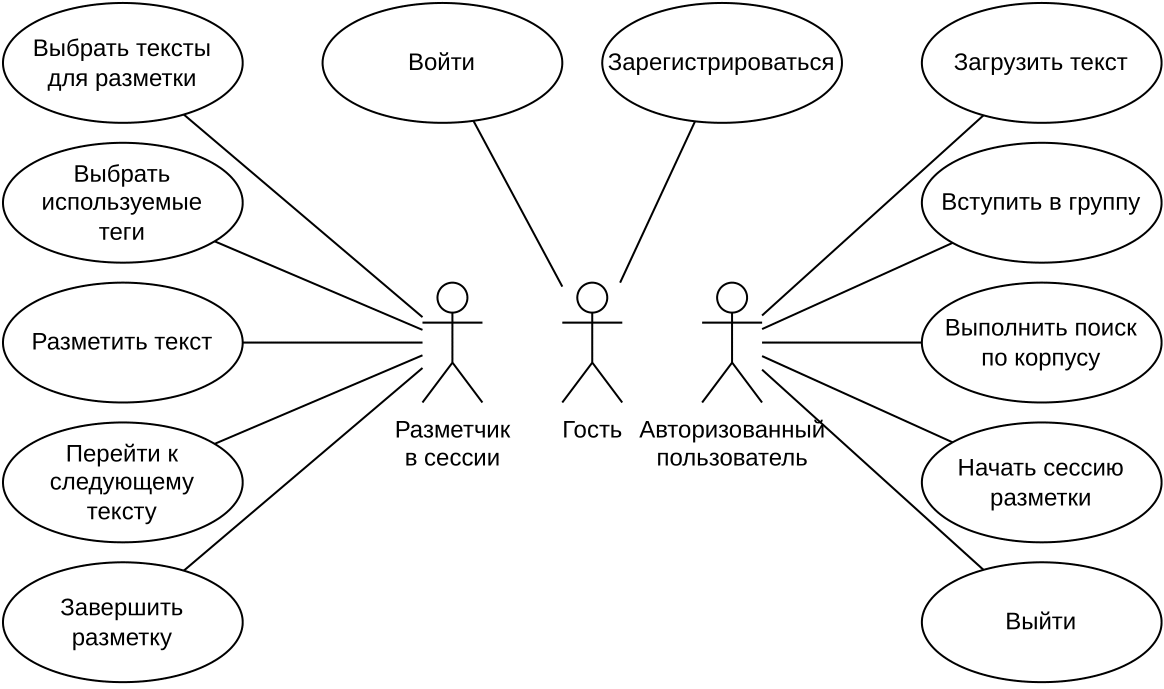 Выбрать тексты
для разметки
Войти
Зарегистрироваться
Загрузить текст
Выбрать
используемые
теги
Вступить в группу
Разметить текст
Выполнить поиск
по корпусу
Разметчик
в сессии
Гость
Авторизованный
пользователь
Перейти к
следующему
тексту
Начать сессию
разметки
Завершить
разметку
Выйти